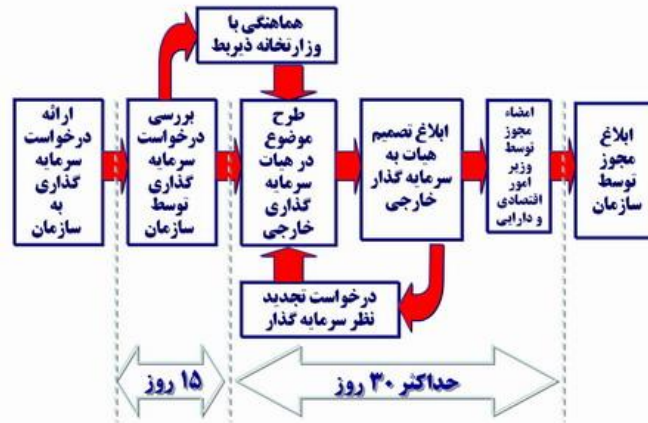 هماهنگی با
وزارتخانه ذیربط
ارائه
درخواست
سرمایه
گذاری
به
سازمان
بررسی
درخواست
سرمایه
گذاری
توسط
سازمان
طرح
موضوع
در هیات
سرمایه
گذاری
خارجی
ابلاغ تصمیم
هیات به
سرمایه گذار
خارجی
امضاء
مجوز
توسط
وزیر
امور
اقتصادی
و دارایی
ابلاغ
مجوز
توسط
سازمان
درخواست تجدید
نظر سرمایه گذار
۱۵ روز
حداکثر ۳۰ روز